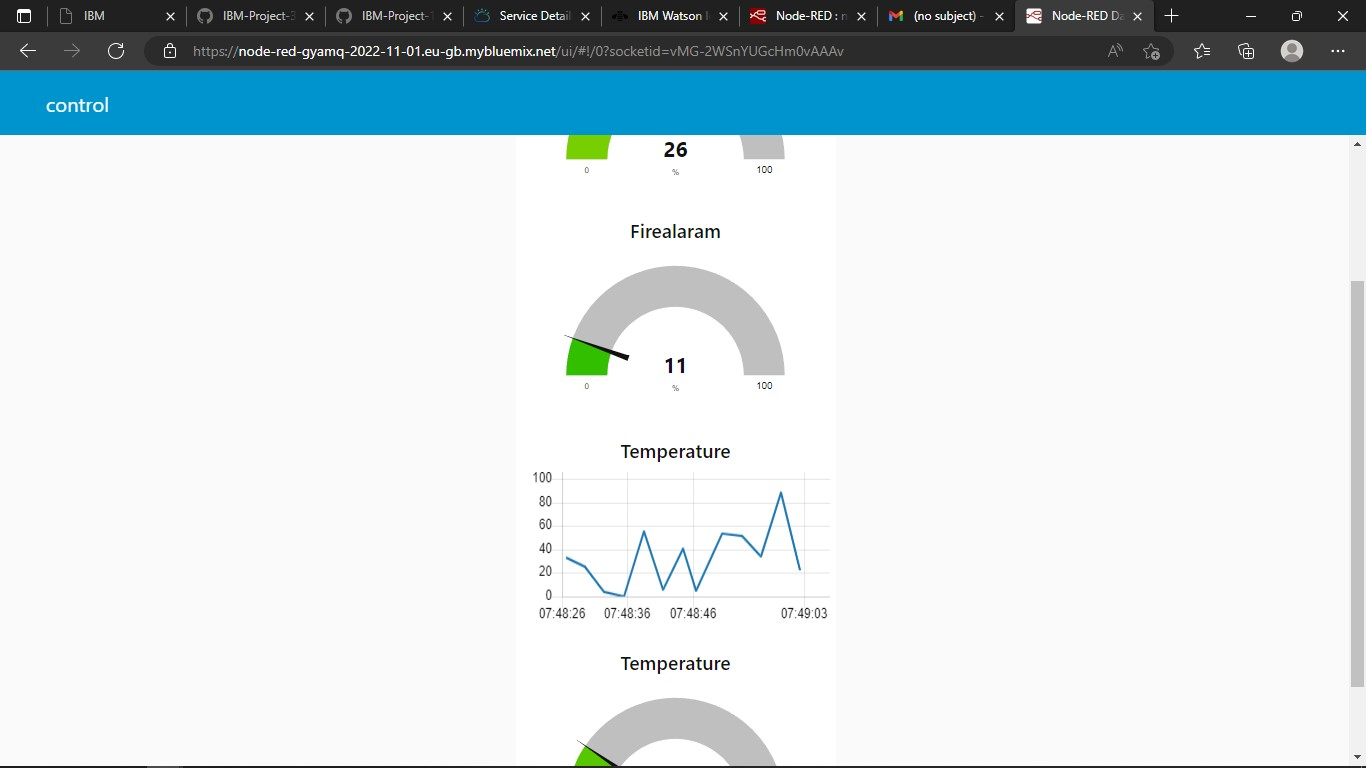 IBM
IBM-Project-3
IBM-Project-1
Service Detail
IBM Watson I
Node-RED : n
(no subject) -
Node-RED Da
https://node-red-gyamq-2022-11-01.eu-gb.mybluemix.net/ui/#!/0?socketid=vMG-2WSnYUGcHm0vAAAv
control
26
0 % 100
Firealaram
11
0 % 100
Temperature
100
80
60
40
20
0
07:48:26 07:48:36 07:48:46 07:49:03
Temperature